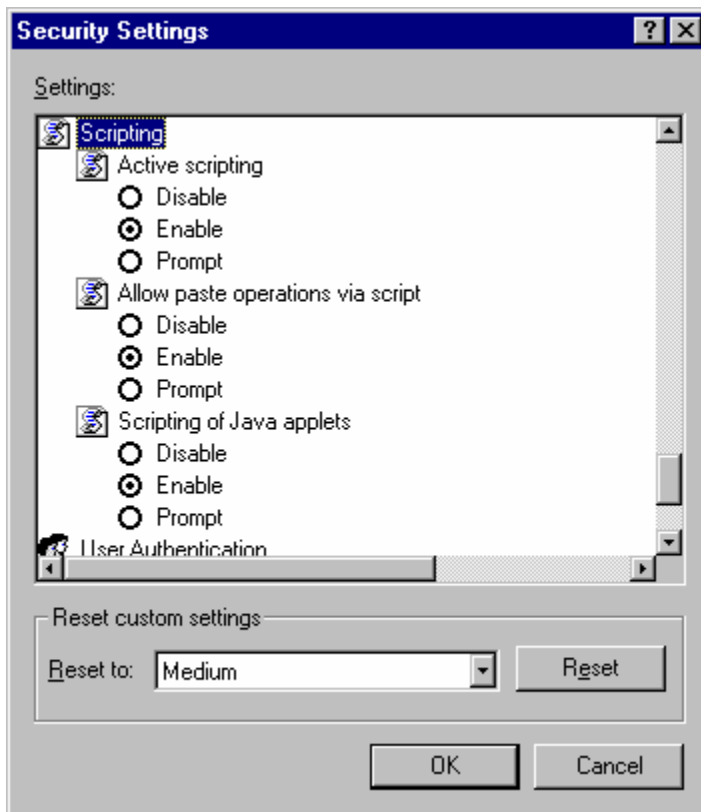 Security Settings
Settings:
Scripting
Active scripting
Disable
Enable
Prompt
Allow paste operations via script
Disable
Enable
Prompt
Scripting of Java applets
Disable
Enable
Prompt
User Authentication
Reset custom settings
Reset to: Medium Reset
OK Cancel